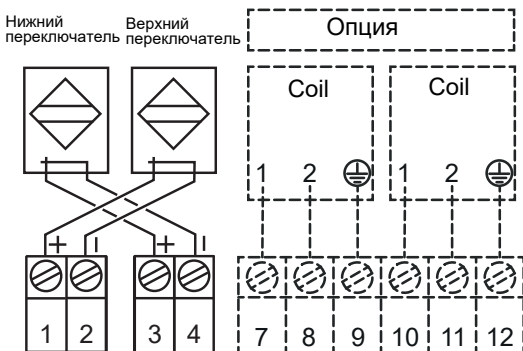 Нижний
переключатель
Верхний
переключатель
Опция
Coil
Coil
1 2 1 2
+ − + −
1 2 3 4 7 8 9 10 11 12